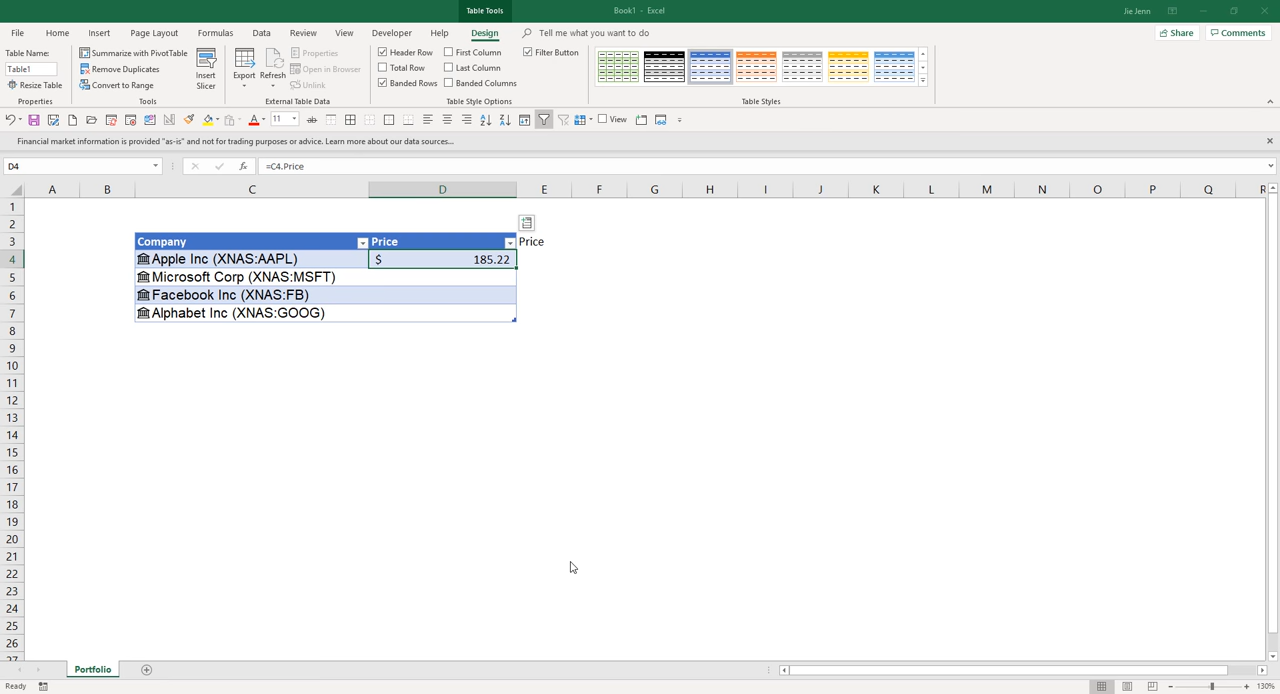 Table Tools
Book1 - Excel
Jie Jenn
File Home Insert Page Layout Formulas Data Review View Developer Help Design Tell me what you want to do Share Comments
Table Name:
Table1
Resize Table
Properties
Summarize with PivotTable
Remove Duplicates
Convert to Range
Insert
Slicer
Tools
Export
Refresh
Properties
Open in Browser
Unlink
External Table Data
Header Row First Column Filter Button
Total Row Last Column
Banded Rows Banded Columns
Table Style Options
Table Styles
11 ab View
Financial market information is provided "as-is" and not for trading purposes or advice. Learn more about our data sources...
D4 fx =C4.Price
A B C D E F G H I J K L M N O P Q R
1
2
3 Company Price Price
4 Apple Inc (XNAS:AAPL) $ 185.22
5 Microsoft Corp (XNAS:MSFT)
6 Facebook Inc (XNAS:FB)
7 Alphabet Inc (XNAS:GOOG)
8
9
10
11
12
13
14
15
16
17
18
19
20
21
22
23
24
25
26
27
Portfolio
Ready
130%